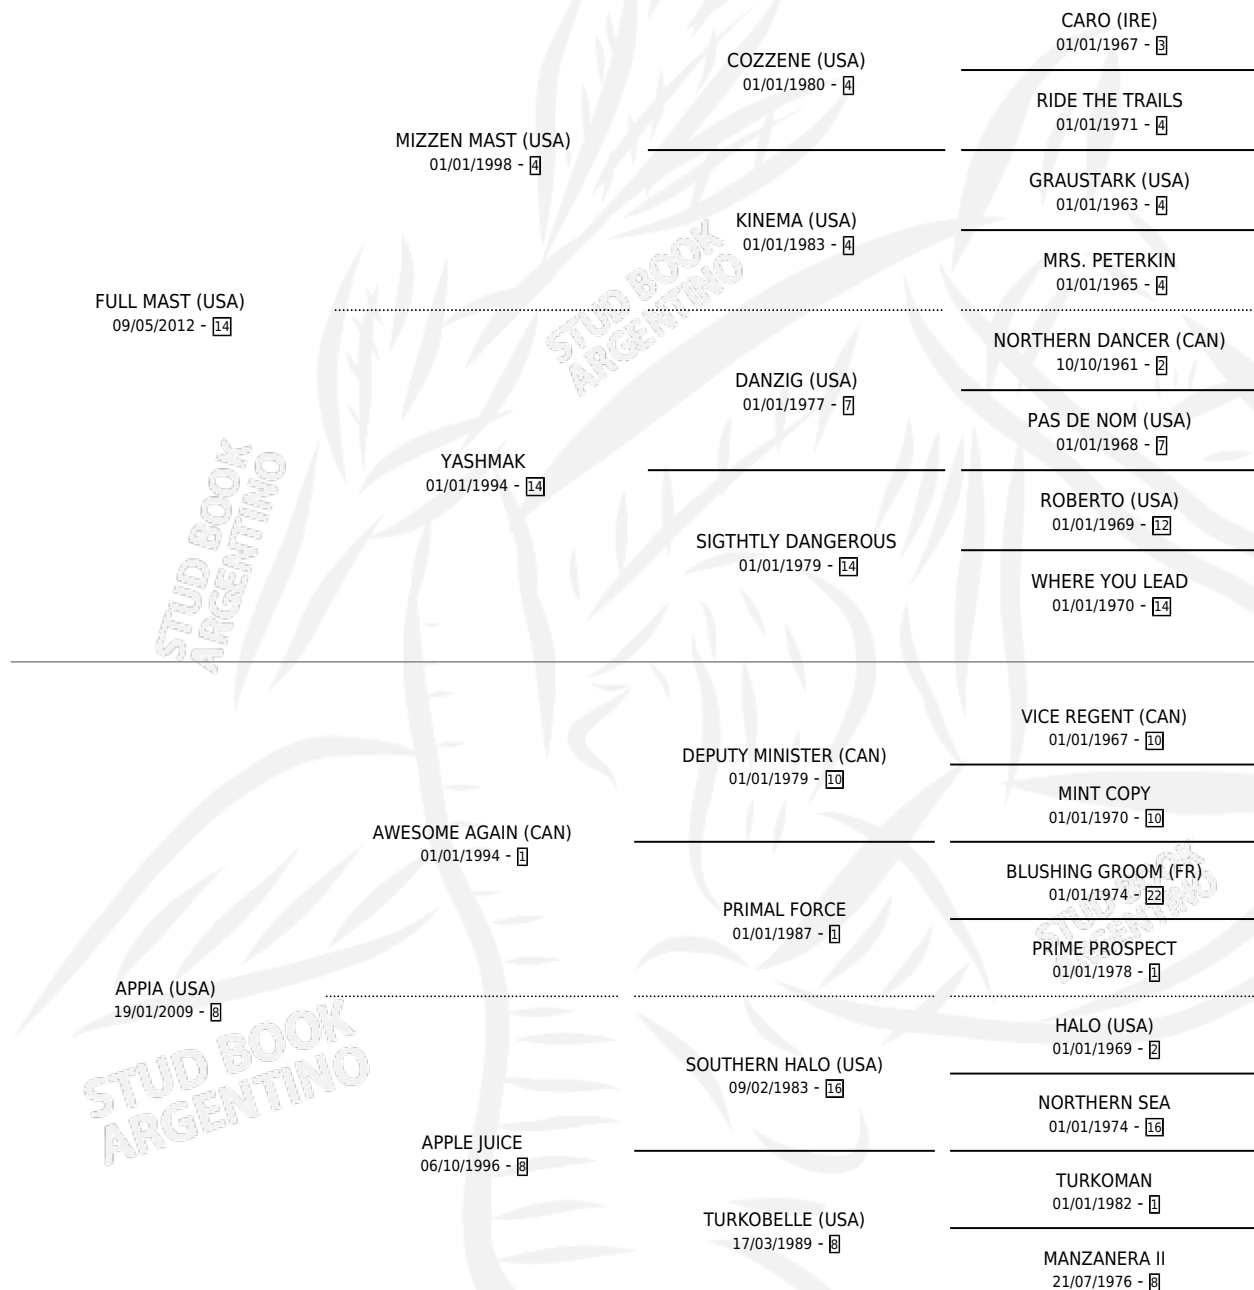 CARO (IRE)
01/01/1967 - 3
COZZENE (USA)
01/01/1980 - 4
RIDE THE TRAILS
01/01/1971 - 4
MIZZEN MAST (USA)
01/01/1998 - 4
GRAUSTARK (USA)
01/01/1963 - 4
KINEMA (USA)
01/01/1983 - 4
MRS. PETERKIN
01/01/1965 - 4
FULL MAST (USA)
09/05/2012 - 14
NORTHERN DANCER (CAN)
10/10/1961 - 2
DANZIG (USA)
01/01/1977 - 7
PAS DE NOM (USA)
01/01/1968 - 7
YASHMAK
01/01/1994 - 14
ROBERTO (USA)
01/01/1969 - 12
SIGTHTLY DANGEROUS
01/01/1979 - 14
WHERE YOU LEAD
01/01/1970 - 14
VICE REGENT (CAN)
01/01/1967 - 10
DEPUTY MINISTER (CAN)
01/01/1979 - 10
MINT COPY
01/01/1970 - 10
AWESOME AGAIN (CAN)
01/01/1994 - 1
BLUSHING GROOM (FR)
01/01/1974 - 22
PRIMAL FORCE
01/01/1987 - 1
PRIME PROSPECT
01/01/1978 - 1
APPIA (USA)
19/01/2009 - 8
HALO (USA)
01/01/1969 - 2
SOUTHERN HALO (USA)
09/02/1983 - 16
NORTHERN SEA
01/01/1974 - 16
APPLE JUICE
06/10/1996 - 8
TURKOMAN
01/01/1982 - 1
TURKOBELLE (USA)
17/03/1989 - 8
MANZANERA II
21/07/1976 - 8
STUD BOOK
ARGENTINO
STUD BOOK
ARGENTINO
STUD BOOK
ARGENTINO
STUD BOOK
ARGENTINO